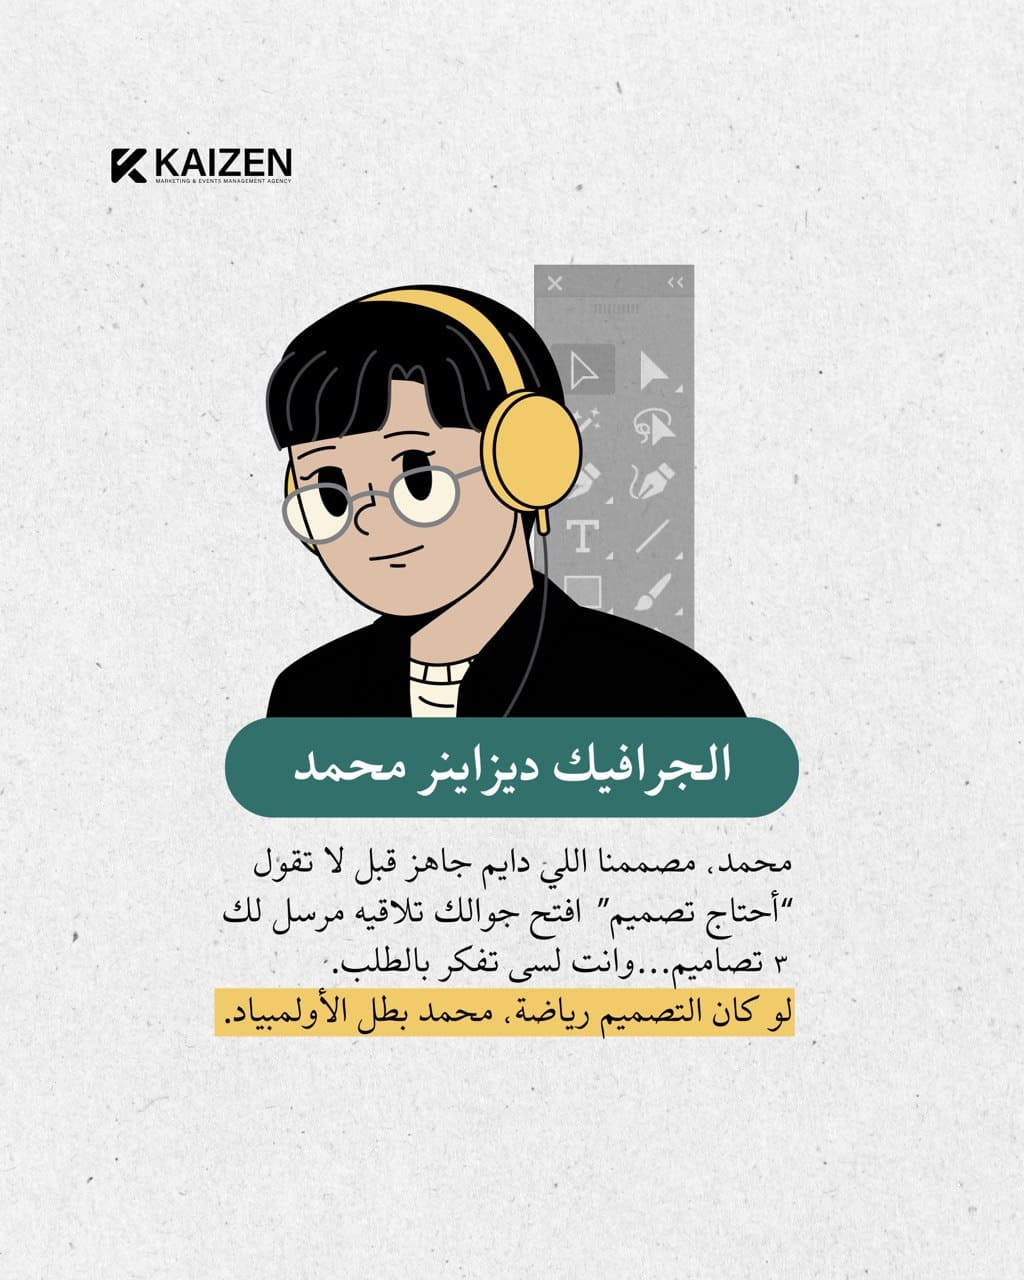 KAIZEN
MARKETING & EVENTS MANAGEMENT AGENCY
T
الجرافيك ديزاينر محمد
محمد، مصممنا اللي دايم جاهز قبل لا تقول
“أحتاج تصميم” افتح جوالك تلاقيه مرسل لك
٣ تصاميم...وانت لسى تفكر بالطلب.
لو كان التصميم رياضة، محمد بطل الأولمبياد.